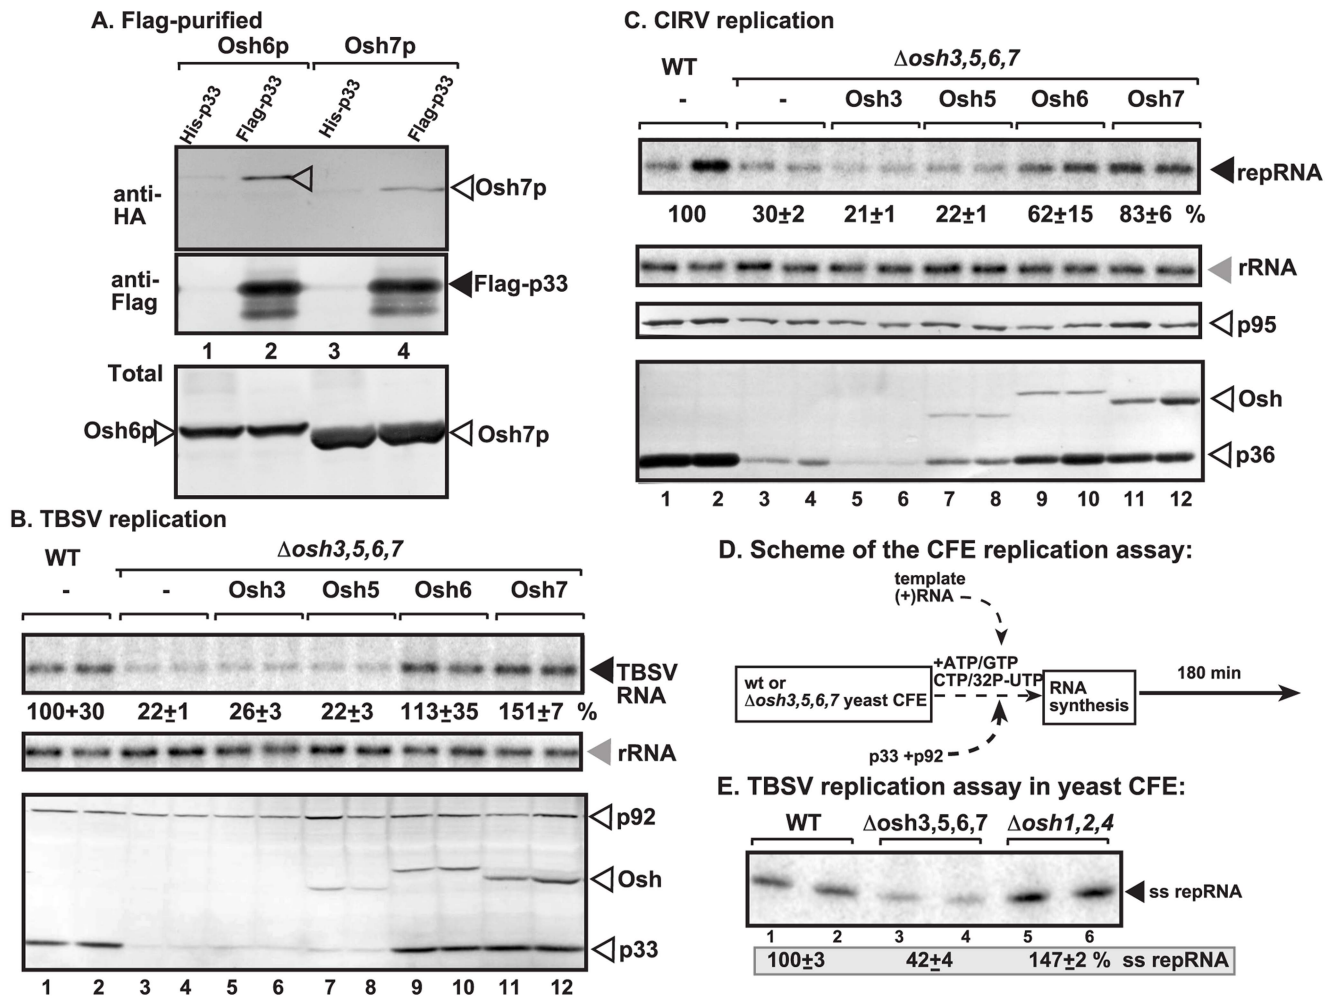 A. Flag-purified
Osh6p Osh7p
His-p33 Flag-p33 His-p33 Flag-p33
anti-
HA
Osh7p
anti-
Flag
Flag-p33
1 2 3 4
Total
Osh6p Osh7p
B. TBSV replication
WT Δosh3,5,6,7
- - Osh3 Osh5 Osh6 Osh7
TBSV
RNA
100+30 22±1 26±3 22±3 113±35 151±7 %
rRNA
p92
Osh
p33
1 2 3 4 5 6 7 8 9 10 11 12
C. CIRV replication
WT Δosh3,5,6,7
- - Osh3 Osh5 Osh6 Osh7
repRNA
100 30±2 21±1 22±1 62±15 83±6 %
rRNA
p95
Osh
p36
1 2 3 4 5 6 7 8 9 10 11 12
D. Scheme of the CFE replication assay:
template
(+)RNA
+ATP/GTP
CTP/32P-UTP
wt or
Δosh3,5,6,7 yeast CFE
RNA
synthesis
180 min
p33 +p92
E. TBSV replication assay in yeast CFE:
WT Δosh3,5,6,7 Δosh1,2,4
ss repRNA
1 2 3 4 5 6
100±3 42±4 147±2 % ss repRNA